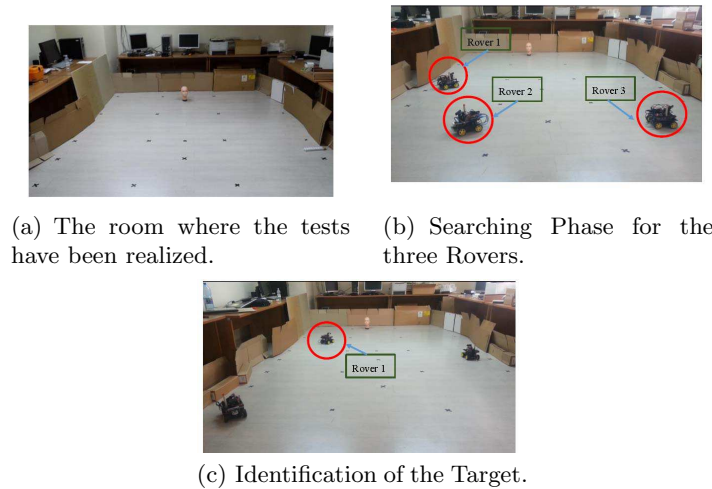 Rover 1
Rover 2
Rover 3
(a) The room where the tests
have been realized.
(b) Searching Phase for the
three Rovers.
Rover 1
(c) Identification of the Target.